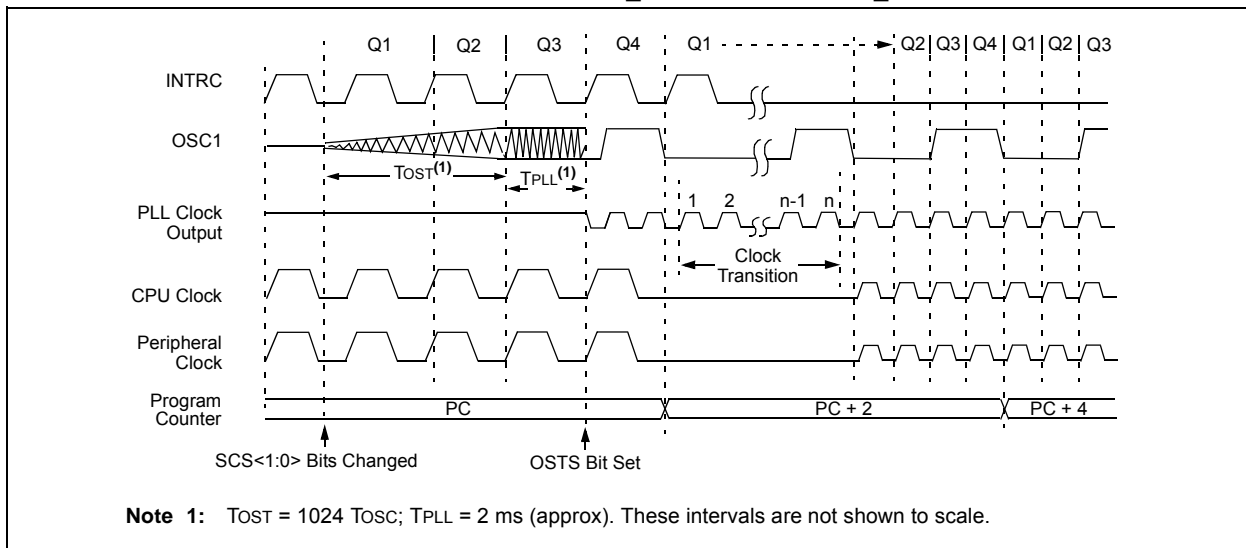 Q1 Q2 Q3 Q4 Q1 Q2 Q3 Q4 Q1 Q2 Q3
INTRC
OSC1
TOST(1)
TPLL(1)
PLL Clock
Output
1 2 n-1 n
Clock
Transition
CPU Clock
Peripheral
Clock
Program
Counter
PC PC + 2 PC + 4
SCS<1:0> Bits Changed OSTS Bit Set
Note 1: TOST = 1024 TOSC; TPLL = 2 ms (approx). These intervals are not shown to scale.